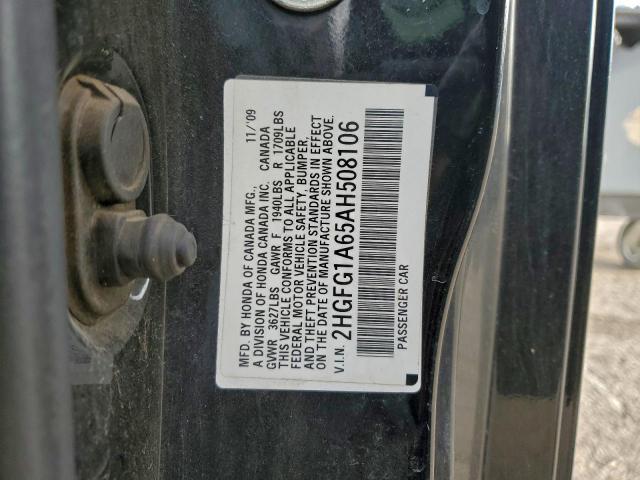 MFD. BY HONDA OF CANADA MFG., 11/'09
A DIVISION OF HONDA CANADA INC. CANADA
GVWR 3627LBS GAWR F 1940LBS R 1709LBS
THIS VEHICLE CONFORMS TO ALL APPLICABLE
FEDERAL MOTOR VEHICLE SAFETY, BUMPER,
AND THEFT PREVENTION STANDARDS IN EFFECT
ON THE DATE OF MANUFACTURE SHOWN ABOVE.
V.I.N. 2HGFG1A65AH508106
PASSENGER CAR